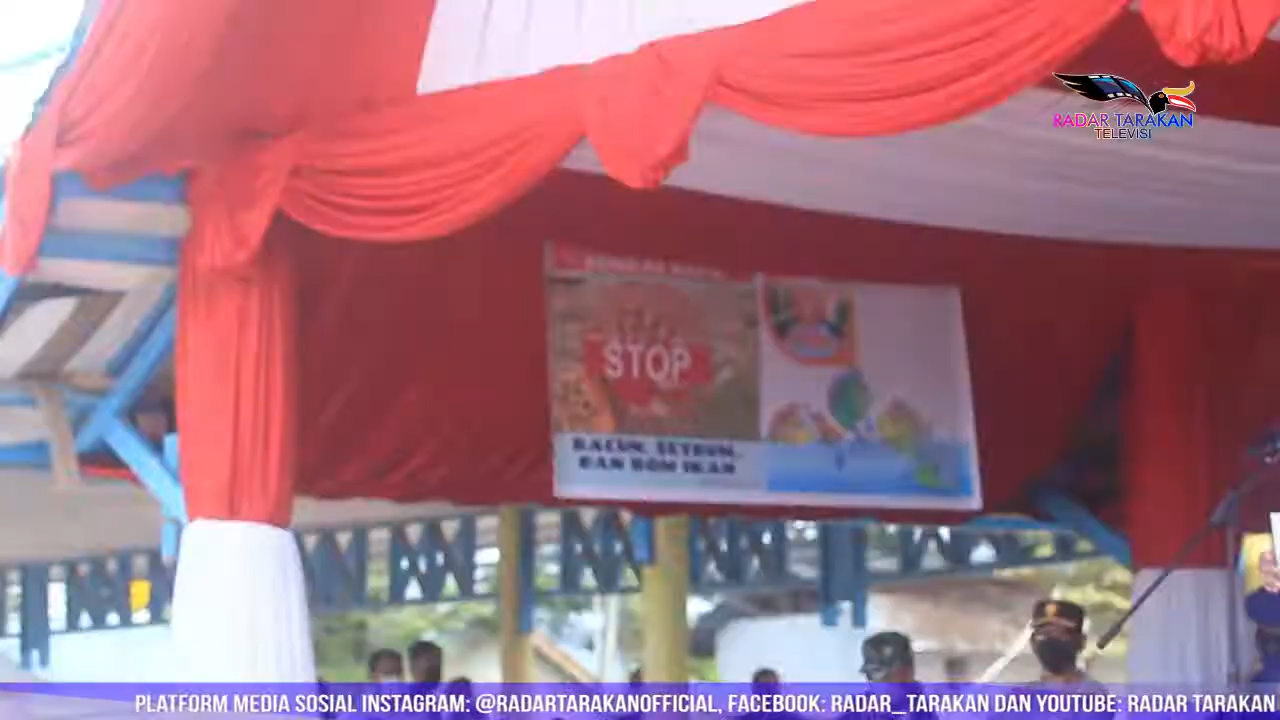 RADAR TARAKAN
TELEVISI
STOP
RACUN, SETRUM,
DAN BOM IKAN
PLATFORM MEDIA SOSIAL INSTAGRAM: @RADARTARAKANOFFICIAL, FACEBOOK: RADAR_TARAKAN DAN YOUTUBE: RADAR TARAKAN